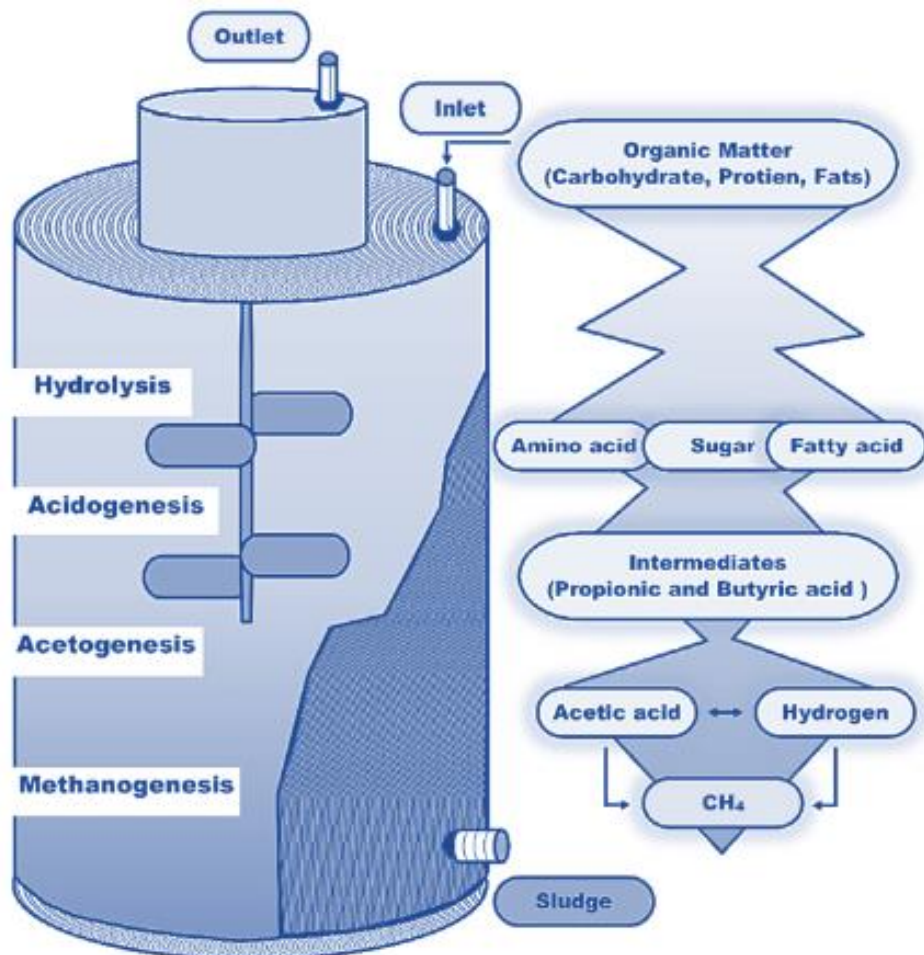 Outlet
Inlet
Organic Matter
(Carbohydrate, Protien, Fats)
Hydrolysis
Amino acid
Sugar
Fatty acid
Acidogenesis
Intermediates
(Propionic and Butyric acid )
Acetogenesis
Acetic acid
Hydrogen
Methanogenesis
CH₄
Sludge